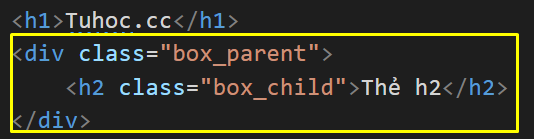 <h1>Tuhoc.cc</h1>
<div class="box_parent">
    <h2 class="box_child">Thẻ h2</h2>
</div>